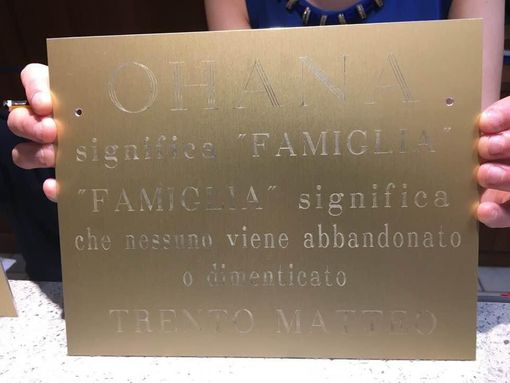 OHANA
significa "FAMIGLIA"
"FAMIGLIA" significa
che nessuno viene abbandonato
o dimenticato
TRENTO MATTEO